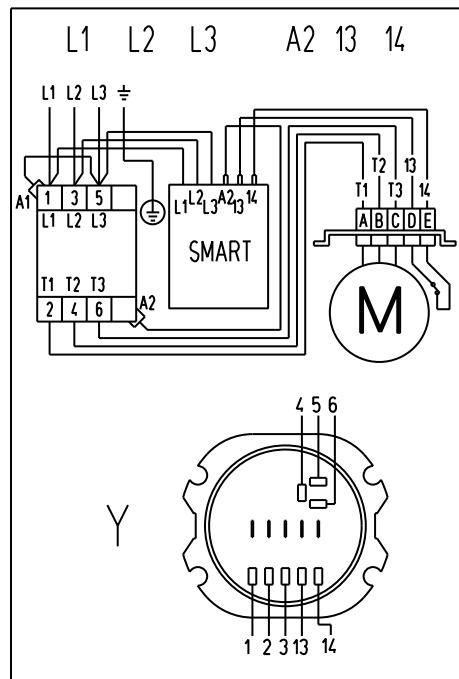 L1 L2 L3 A2 13 14
L1 L2 L3
A1 1 3 5
L1 L2 L3
T1 T2 T3 A2
2 4 6
L1 L2 L3 A2 13 14
SMART
T1 T2 T3 13 14
A B C D E
M
4 5 6
Y
1 2 3 13 14